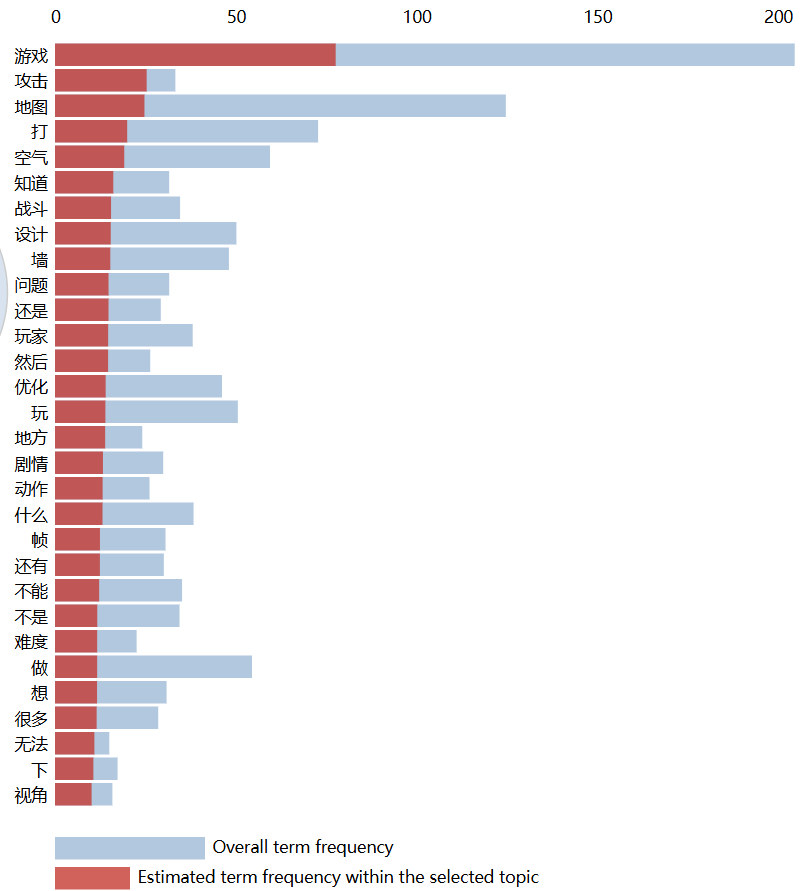 0 50 100 150 200
游戏
攻击
地图
打
空气
知道
战斗
设计
墙
问题
还是
玩家
然后
优化
玩
地方
剧情
动作
什么
帧
还有
不能
不是
难度
做
想
很多
无法
下
视角
Overall term frequency
Estimated term frequency within the selected topic